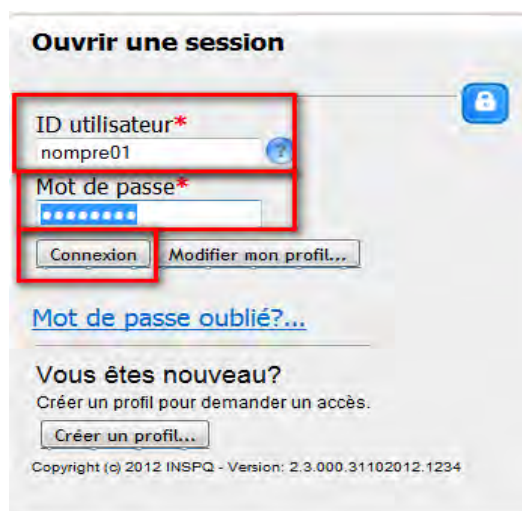 Ouvrir une session
ID utilisateur*
nompre01
?
Mot de passe*
••••••••
Connexion Modifier mon profil...
Mot de passe oublié?...
Vous êtes nouveau?
Créer un profil pour demander un accès.
Créer un profil...
Copyright (c) 2012 INSPQ - Version: 2.3.000.31102012.1234